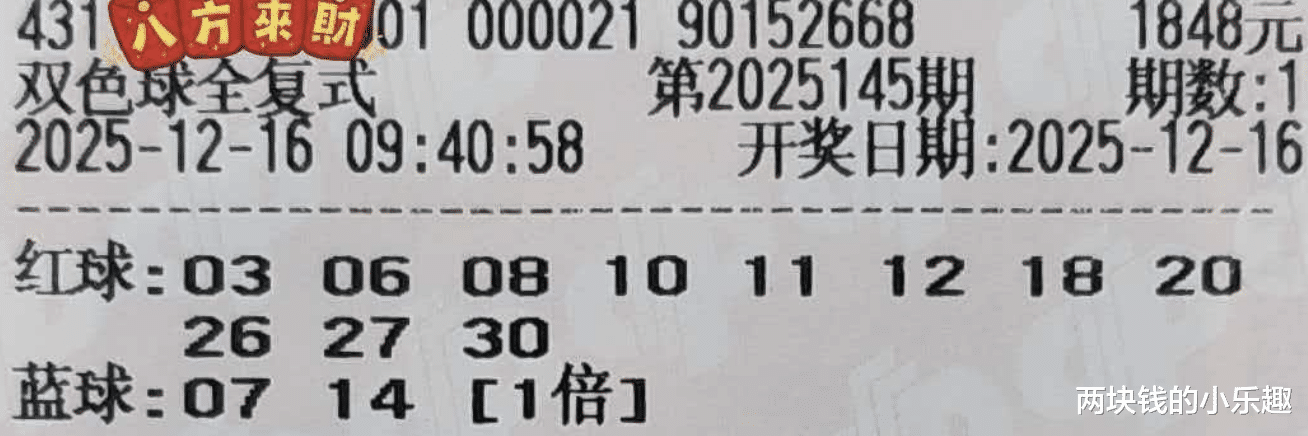 431 八方來財 01 000021 90152668 1848元
双色球全复式 第2025145期 期数:1
2025-12-16 09:40:58 开奖日期:2025-12-16
红球:03 06 08 10 11 12 18 20
26 27 30
蓝球:07 14 [1倍]
两块钱的小乐趣